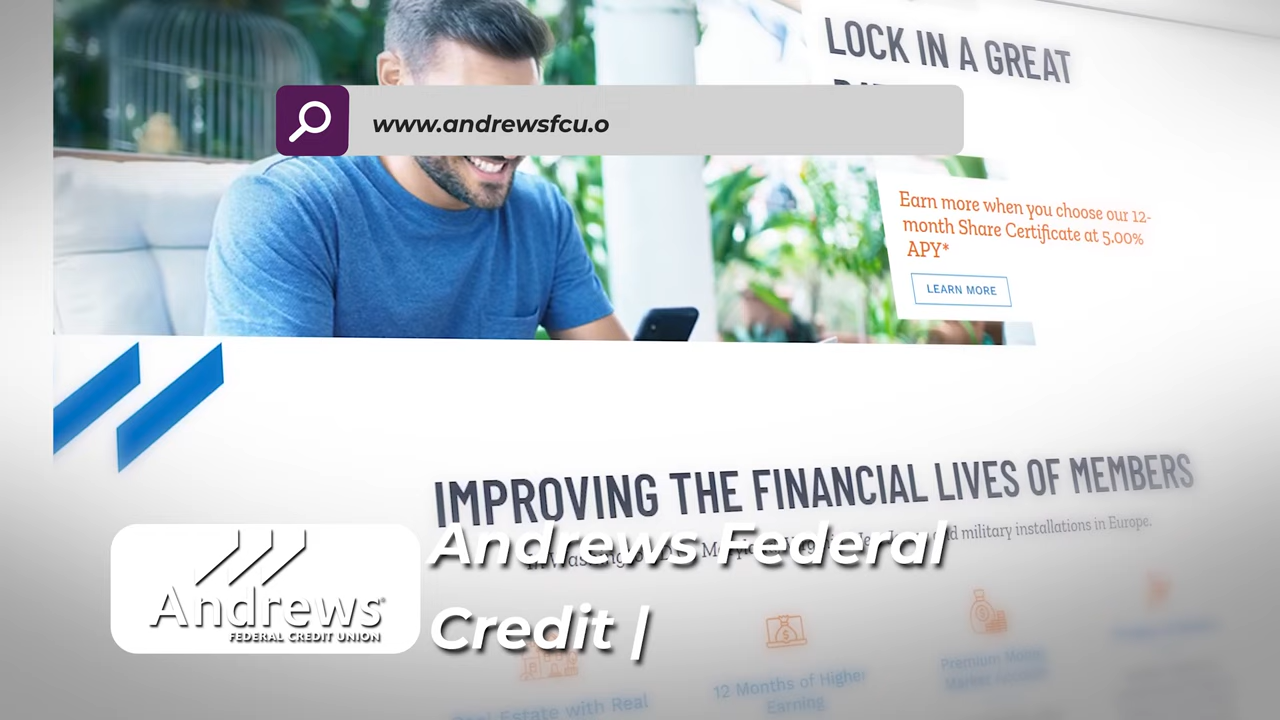 LOCK IN A GREAT
www.andrewsfcu.o
Earn more when you choose our 12-
month Share Certificate at 5.00%
APY*
LEARN MORE
IMPROVING THE FINANCIAL LIVES OF MEMBERS
military installations in Europe.
Andrews Federal
Credit |
Andrews®
FEDERAL CREDIT UNION
12 Months of Higher
Earning
Premium Money
Market Account
Real Estate with Real